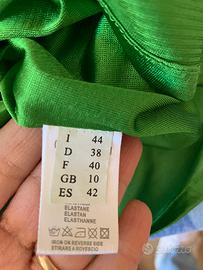 I 44
D 38
F 40
GB 10
ES 42
ELASTANE
ELASTAN
ELASTHANNE
IRON ON REVERSE SIDE
STIRARE A ROVESCIO